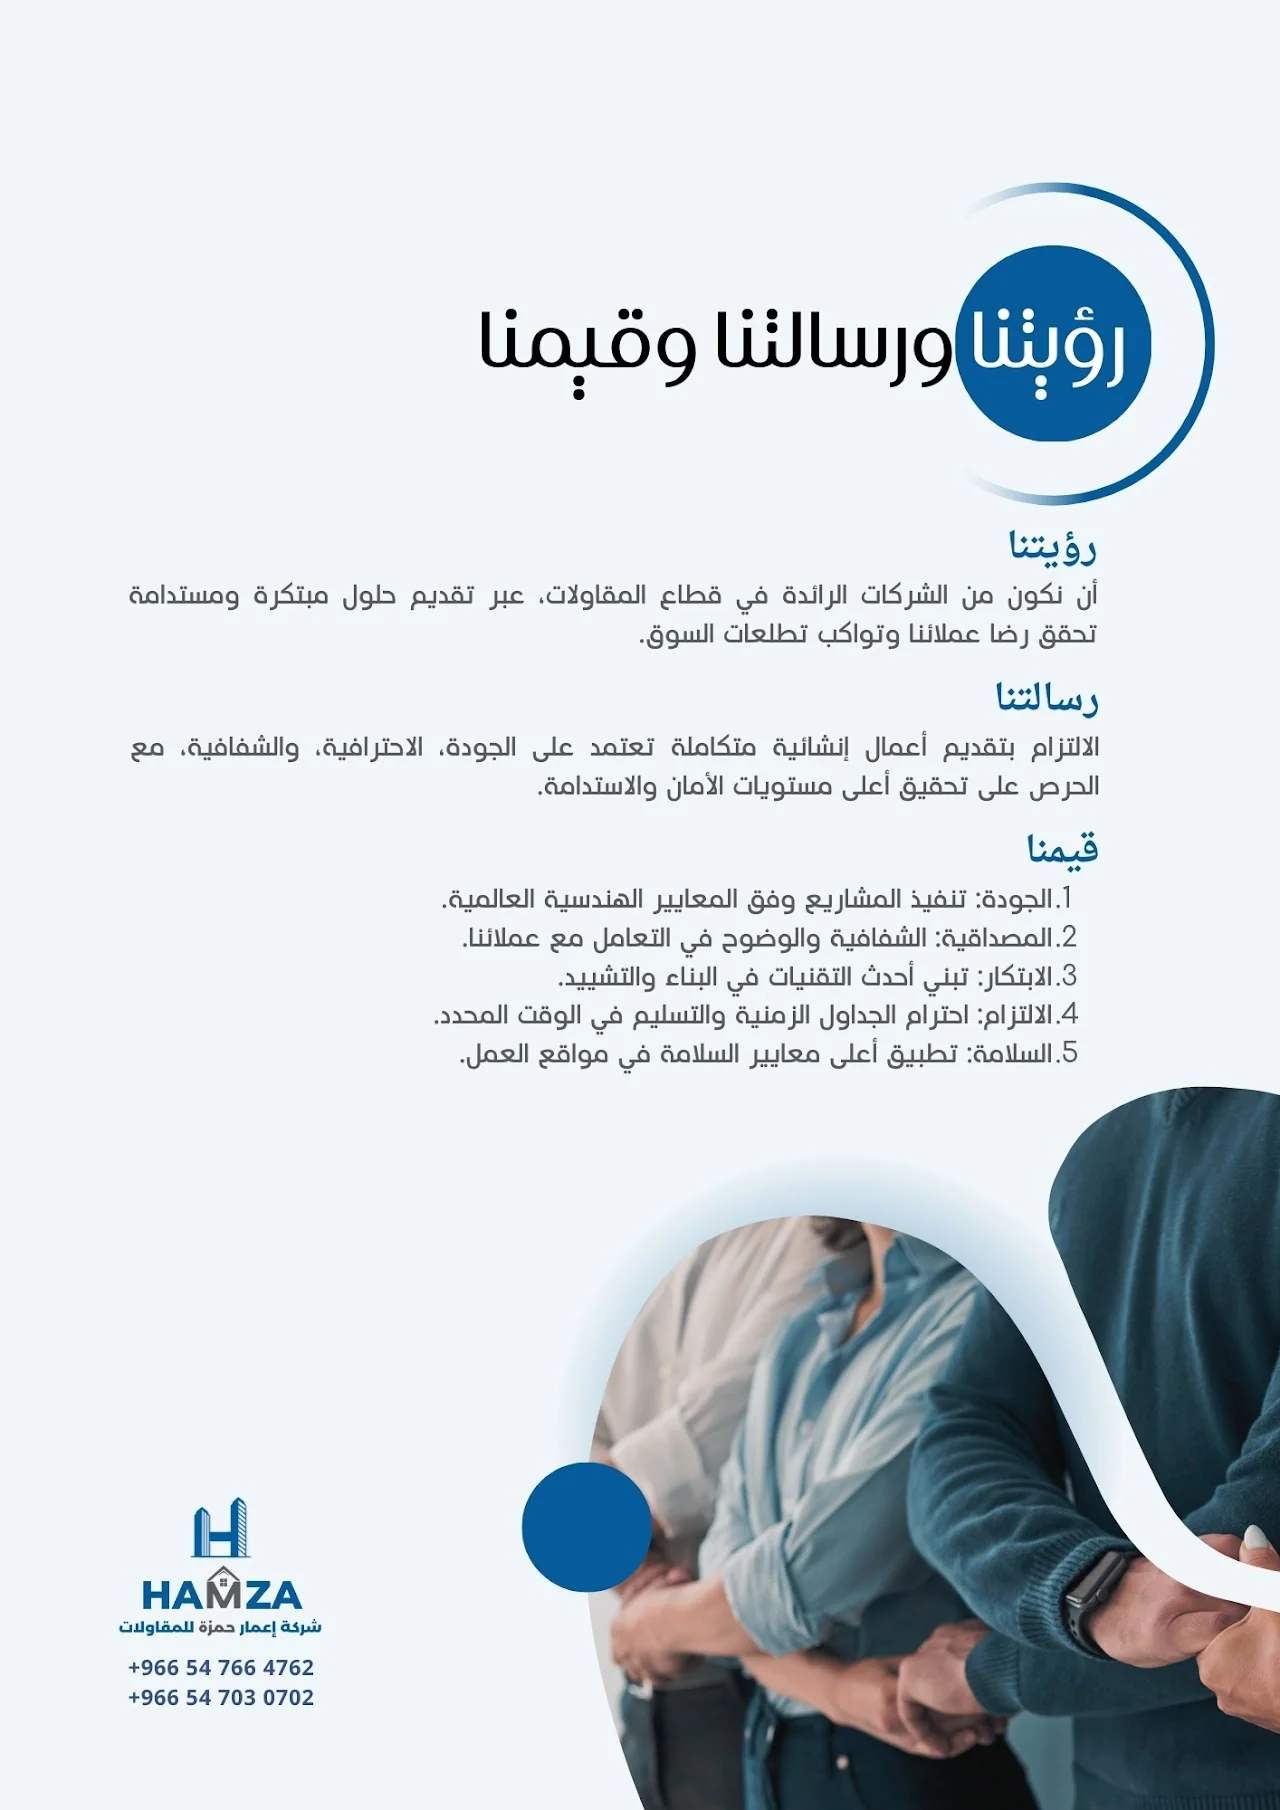 رؤيتنا ورسالتنا وقيمنا
رؤيتنا
أن نكون من الشركات الرائدة في قطاع المقاولات، عبر تقديم حلول مبتكرة ومستدامة
تحقق رضا عملائنا وتواكب تطلعات السوق.
رسالتنا
الالتزام بتقديم أعمال إنشائية متكاملة تعتمد على الجودة، الاحترافية، والشفافية، مع
الحرص على تحقيق أعلى مستويات الأمان والاستدامة.
قيمنا
1.الجودة: تنفيذ المشاريع وفق المعايير الهندسية العالمية.
2.المصداقية: الشفافية والوضوح في التعامل مع عملائنا.
3.الابتكار: تبني أحدث التقنيات في البناء والتشييد.
4.الالتزام: احترام الجداول الزمنية والتسليم في الوقت المحدد.
5.السلامة: تطبيق أعلى معايير السلامة في مواقع العمل.
HAMZA
شركة إعمار حمزة للمقاولات
+966 54 766 4762
+966 54 703 0702